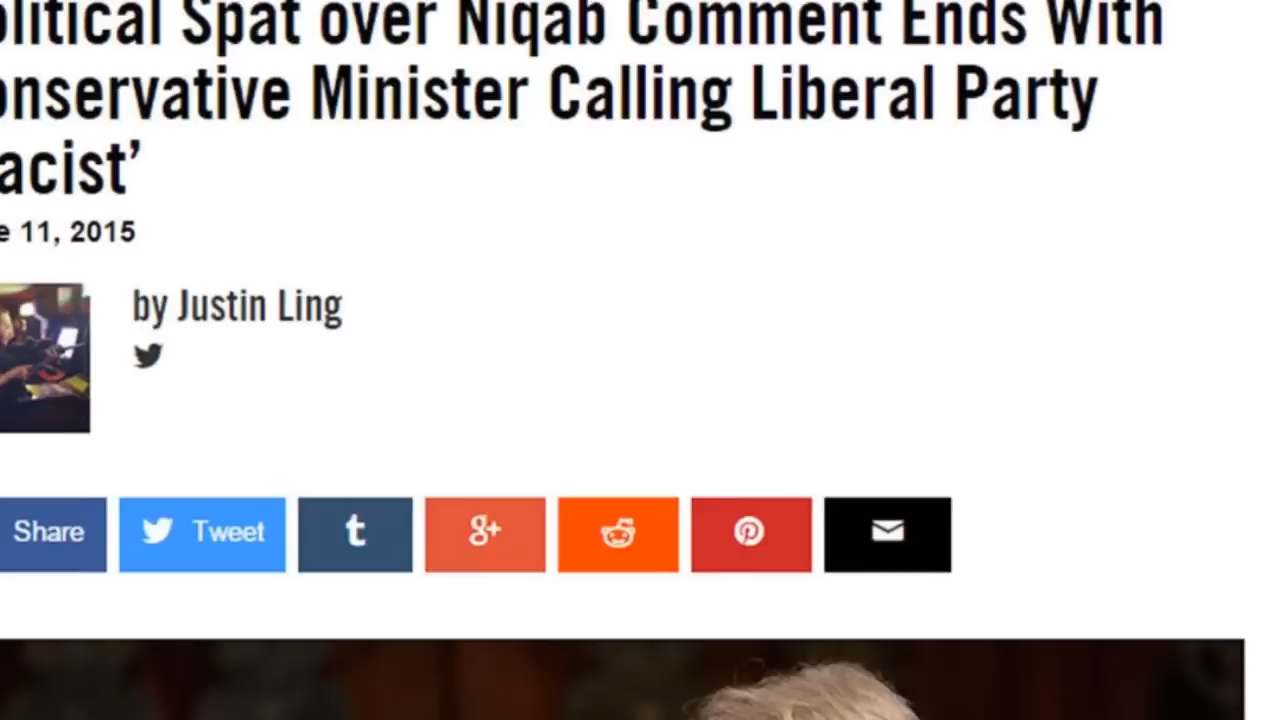 olitical Spat over Niqab Comment Ends With
onservative Minister Calling Liberal Party
acist’
e 11, 2015
by Justin Ling
Share
Tweet
t
g+